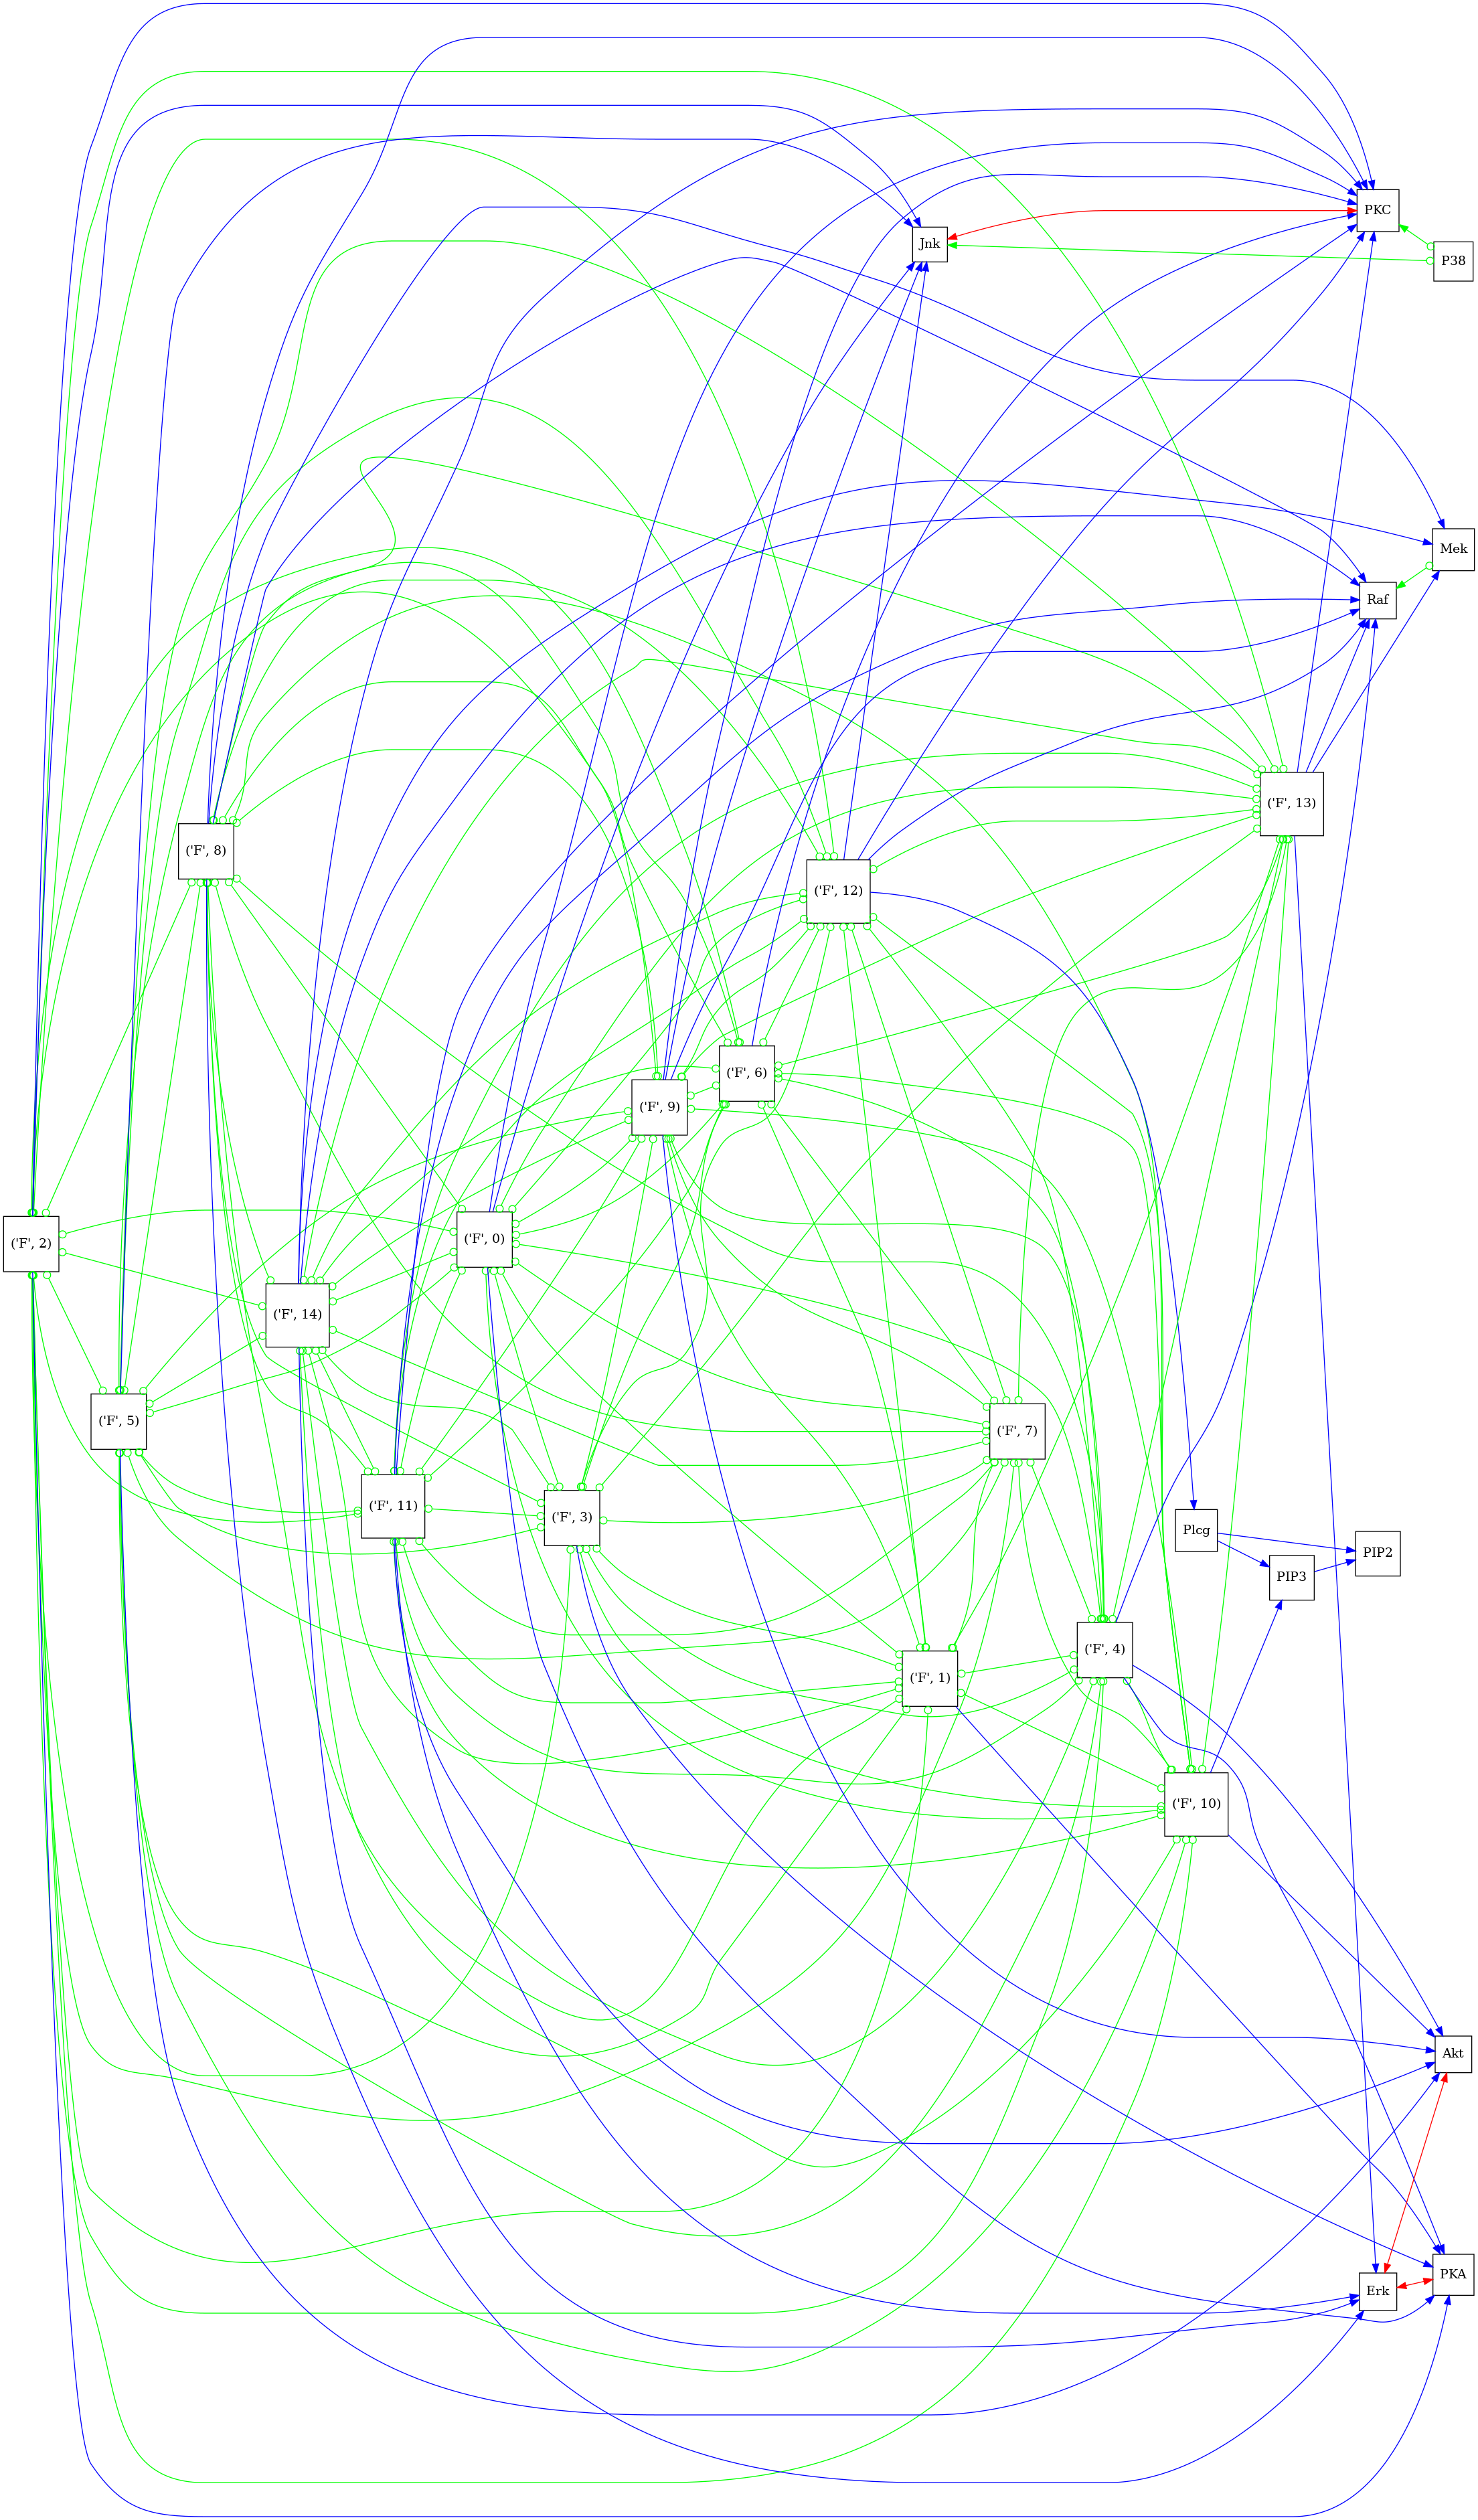 PKC
Jnk
P38
Mek
Raf
('F', 13)
('F', 8)
('F', 12)
('F', 6)
('F', 9)
('F', 2)
('F', 0)
('F', 14)
('F', 5)
('F', 7)
('F', 11)
('F', 3)
Plcg
PIP2
PIP3
('F', 4)
('F', 1)
('F', 10)
Akt
PKA
Erk